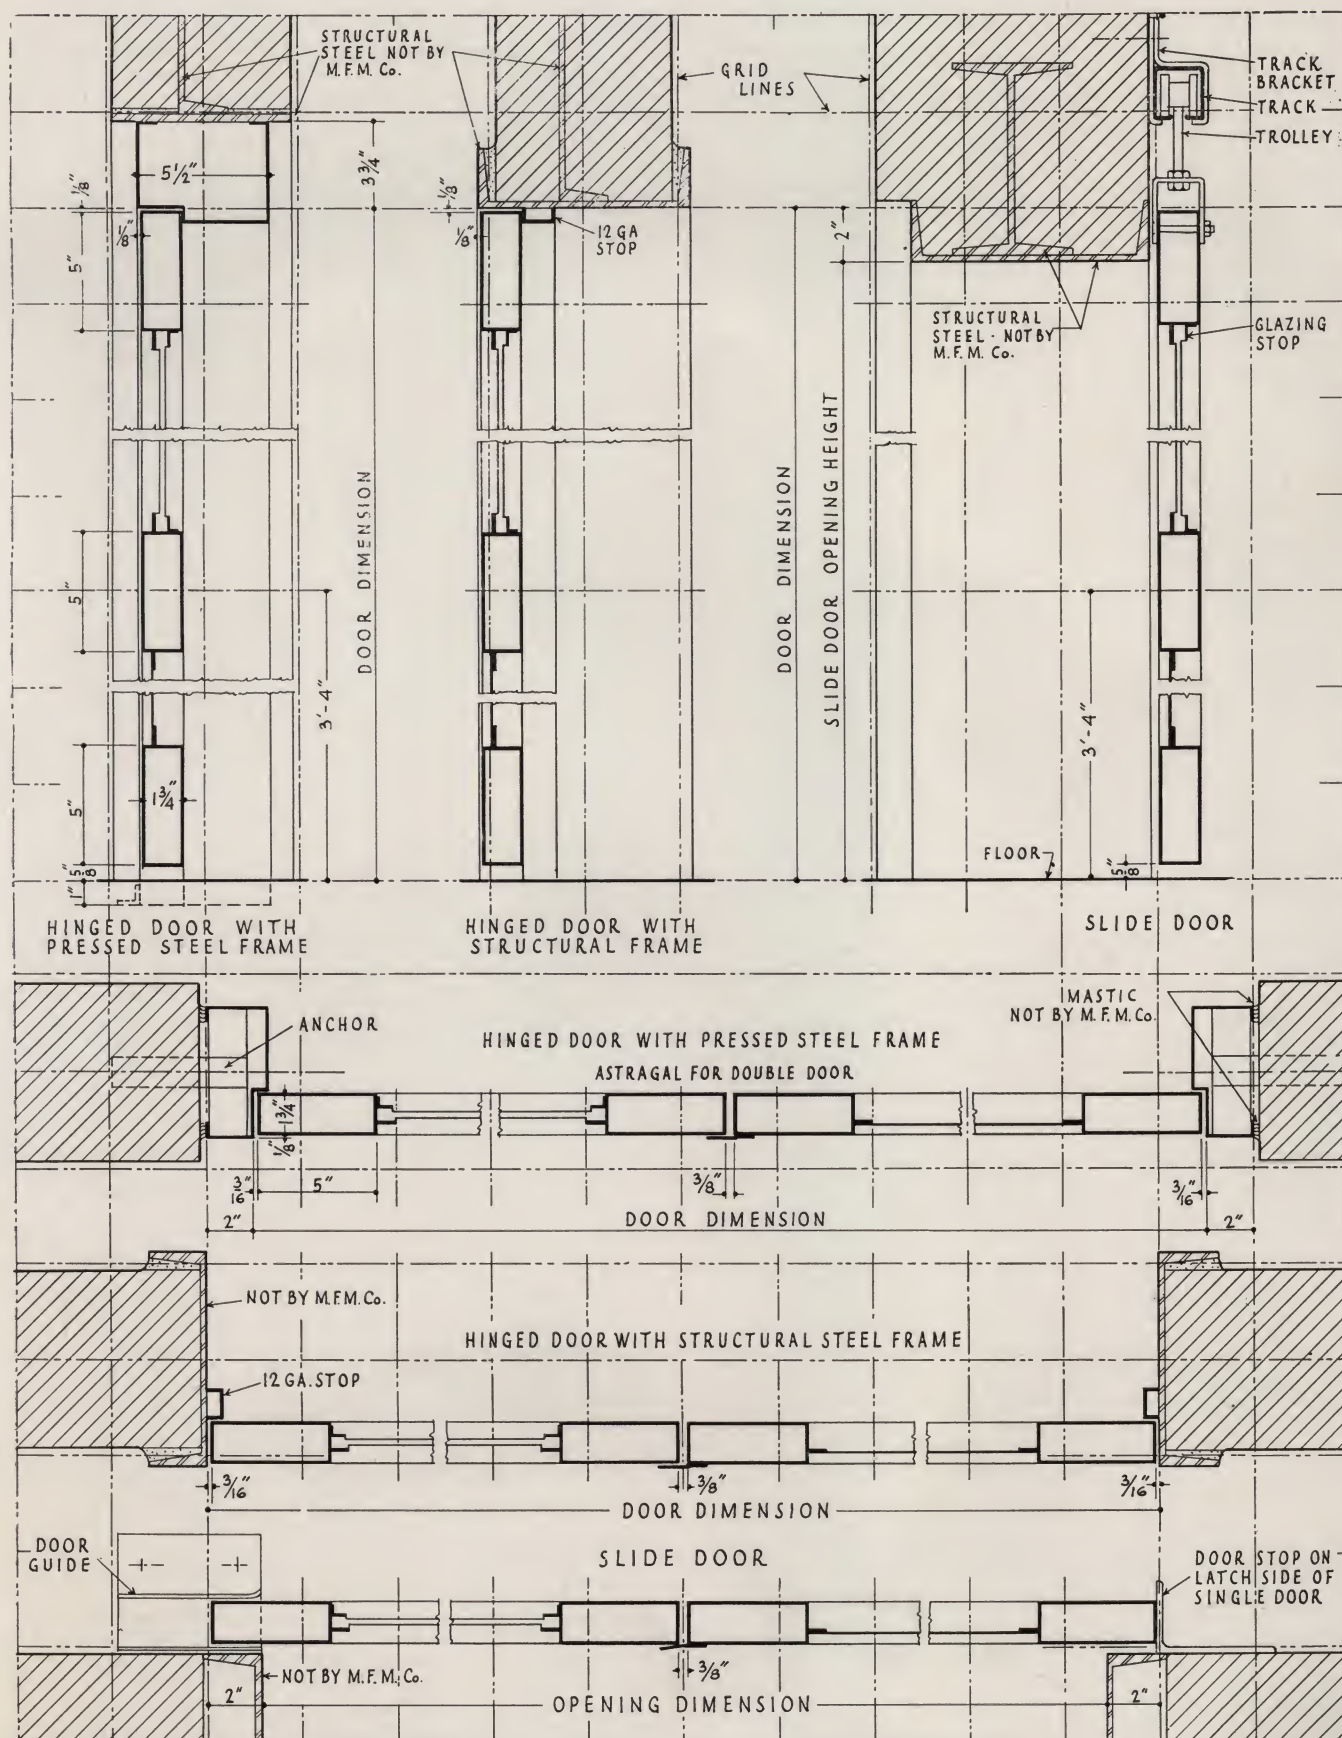 STRUCTURAL
STEEL NOT BY
M.F.M. Co.
GRID
LINES
TRACK
BRACKET
TRACK
TROLLEY
5½"
3¾"
⅛"
⅛"
5"
⅛"
⅛"
12 GA
STOP
2"
STRUCTURAL
STEEL - NOT BY
M.F.M. Co.
GLAZING
STOP
DOOR DIMENSION
DOOR DIMENSION
SLIDE DOOR OPENING HEIGHT
5"
3'-4"
3'-4"
5"
1¾"
5/8"
1"
FLOOR
5/8"
HINGED DOOR WITH
PRESSED STEEL FRAME
HINGED DOOR WITH
STRUCTURAL FRAME
SLIDE DOOR
ANCHOR
HINGED DOOR WITH PRESSED STEEL FRAME
ASTRAGAL FOR DOUBLE DOOR
MASTIC
NOT BY M.F.M. Co.
1¾"
⅛"
3/16"
5"
3/8"
3/16"
2"
DOOR DIMENSION
2"
NOT BY M.F.M. Co.
HINGED DOOR WITH STRUCTURAL STEEL FRAME
12 GA. STOP
3/16"
3/8"
3/16"
DOOR DIMENSION
DOOR
GUIDE
SLIDE DOOR
DOOR STOP ON
LATCH SIDE OF
SINGLE DOOR
NOT BY M.F.M. Co.
3/8"
2"
OPENING DIMENSION
2"